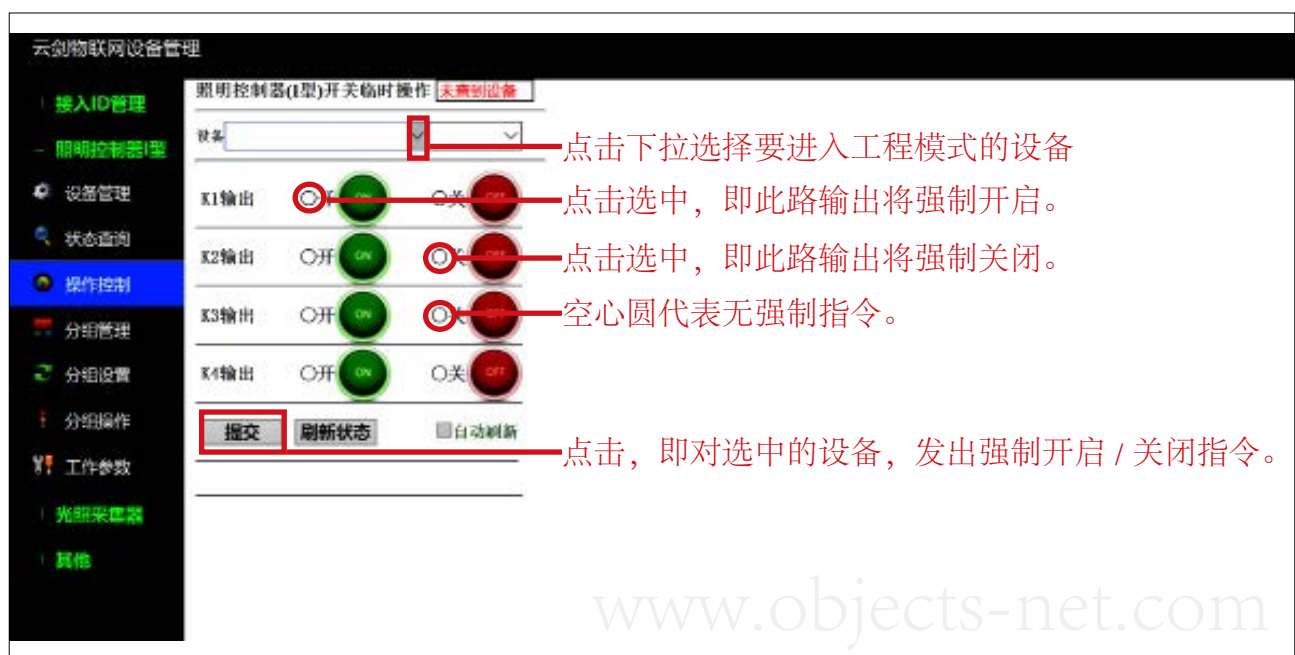 云剑物联网设备管理
接入ID管理
照明控制器I型
设备管理
状态查询
操作控制
分组管理
分组设置
分组操作
工作参数
光照采集器
其他
照明控制器(I型)开关临时操作 未查到设备
设备
K1输出 开 ON 关 OFF
K2输出 开 ON 关 OFF
K3输出 开 ON 关 OFF
K4输出 开 ON 关 OFF
提交 刷新状态 自动刷新
点击下拉选择要进入工程模式的设备
点击选中，即此路输出将强制开启。
点击选中，即此路输出将强制关闭。
空心圆代表无强制指令。
点击，即对选中的设备，发出强制开启 / 关闭指令。
www.objects-net.com